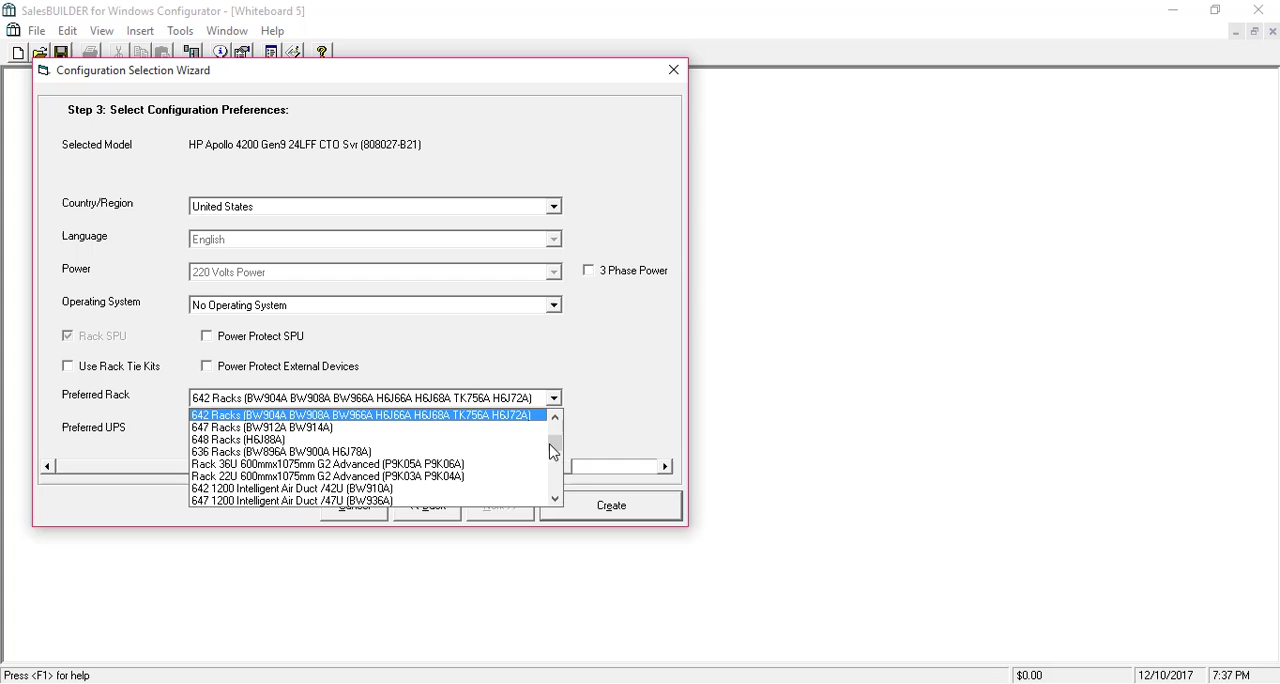 SalesBUILDER for Windows Configurator - [Whiteboard 5]
File Edit View Insert Tools Window Help
Configuration Selection Wizard
Step 3: Select Configuration Preferences:
Selected Model HP Apollo 4200 Gen9 24LFF CTO Svr (808027-B21)
Country/Region United States
Language English
Power 220 Volts Power 3 Phase Power
Operating System No Operating System
Rack SPU Power Protect SPU
Use Rack Tie Kits Power Protect External Devices
Preferred Rack 642 Racks (BW904A BW908A BW966A H6J66A H6J68A TK756A H6J72A)
642 Racks (BW904A BW908A BW966A H6J66A H6J68A TK756A H6J72A)
Preferred UPS 647 Racks (BW912A BW914A)
648 Racks (H6J88A)
636 Racks (BW896A BW900A H6J78A)
Rack 36U 600mmx1075mm G2 Advanced (P9K05A P9K06A)
Rack 22U 600mmx1075mm G2 Advanced (P9K03A P9K04A)
642 1200 Intelligent Air Duct /42U (BW910A)
647 1200 Intelligent Air Duct /47U (BW936A)
Create
Press <F1> for help $0.00 12/10/2017 7:37 PM